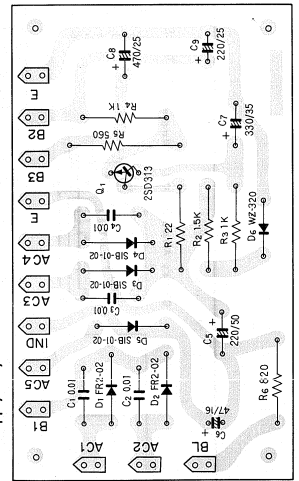 E
B2
B3
E
AC4
AC3
IND
AC5
B1
C8
470/25
+
C9
220/25
+
R4 1K
R5 560
C7
330/35
+
Q1
2SD313
C4 0.01
D4
SIB-01-02
D3
SIB-01-02
C3
0.01
D5
SIB-01-02
R1 22
R2 1.5K
R3 1K
D6 WZ-320
C5
220/50
+
C1 0.01
D1 FR2-02
C2 0.01
D2 FR2-02
C6
47/16
+
R6 820
AC1
AC2
BL